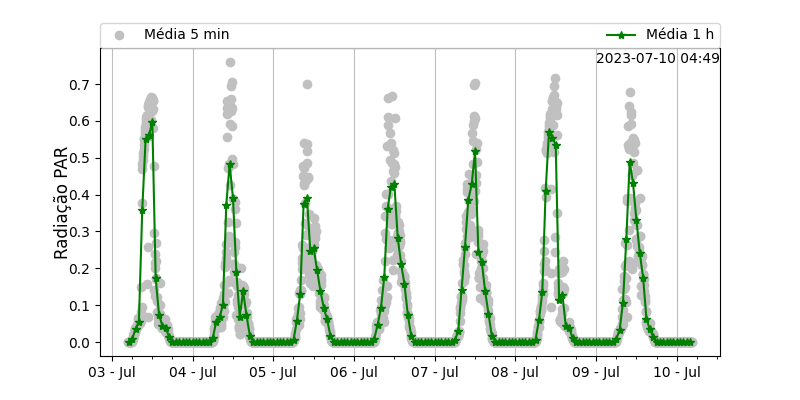 Média 5 min
Média 1 h
2023-07-10 04:49
Radiação PAR
0.7
0.6
0.5
0.4
0.3
0.2
0.1
0.0
03 - Jul
04 - Jul
05 - Jul
06 - Jul
07 - Jul
08 - Jul
09 - Jul
10 - Jul